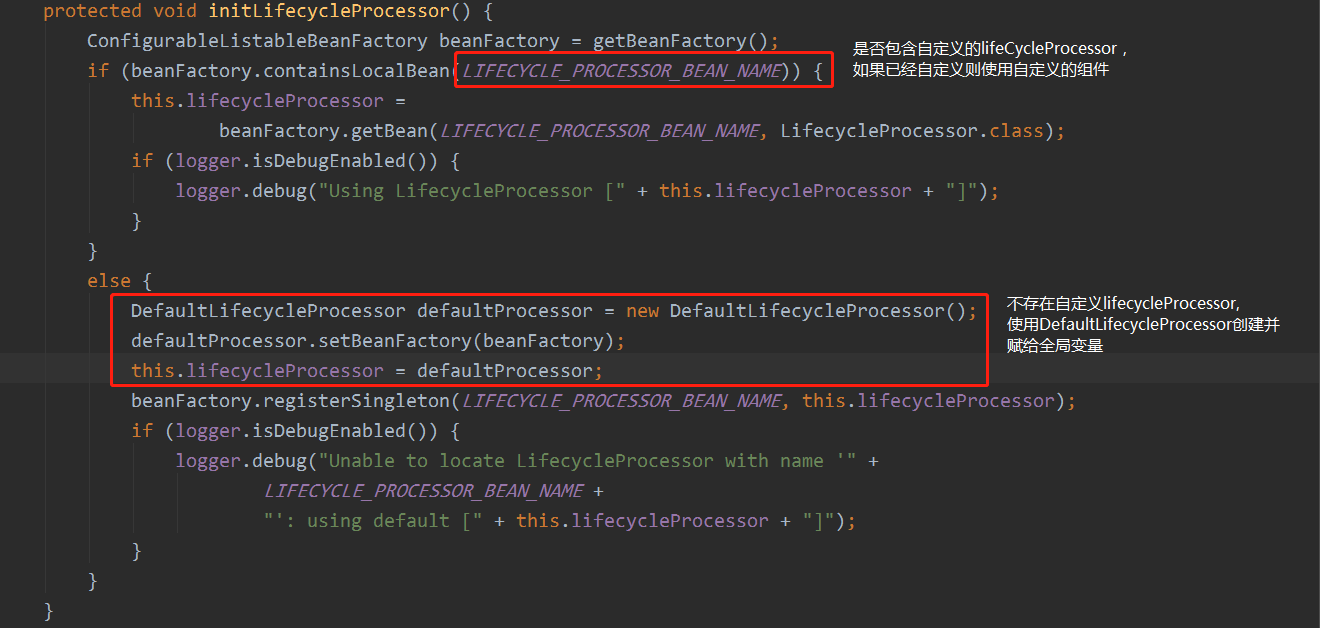 protected void initLifecycleProcessor() {
ConfigurableListableBeanFactory beanFactory = getBeanFactory();
if (beanFactory.containsLocalBean(LIFECYCLE_PROCESSOR_BEAN_NAME)) {
是否包含自定义的lifeCycleProcessor，
如果已经自定义则使用自定义的组件
this.lifecycleProcessor =
beanFactory.getBean(LIFECYCLE_PROCESSOR_BEAN_NAME, LifecycleProcessor.class);
if (logger.isDebugEnabled()) {
logger.debug("Using LifecycleProcessor [" + this.lifecycleProcessor + "]");
}
}
else {
DefaultLifecycleProcessor defaultProcessor = new DefaultLifecycleProcessor();
defaultProcessor.setBeanFactory(beanFactory);
this.lifecycleProcessor = defaultProcessor;
不存在自定义lifecycleProcessor,
使用DefaultLifecycleProcessor创建并
赋给全局变量
beanFactory.registerSingleton(LIFECYCLE_PROCESSOR_BEAN_NAME, this.lifecycleProcessor);
if (logger.isDebugEnabled()) {
logger.debug("Unable to locate LifecycleProcessor with name '" +
LIFECYCLE_PROCESSOR_BEAN_NAME +
"': using default [" + this.lifecycleProcessor + "]");
}
}
}